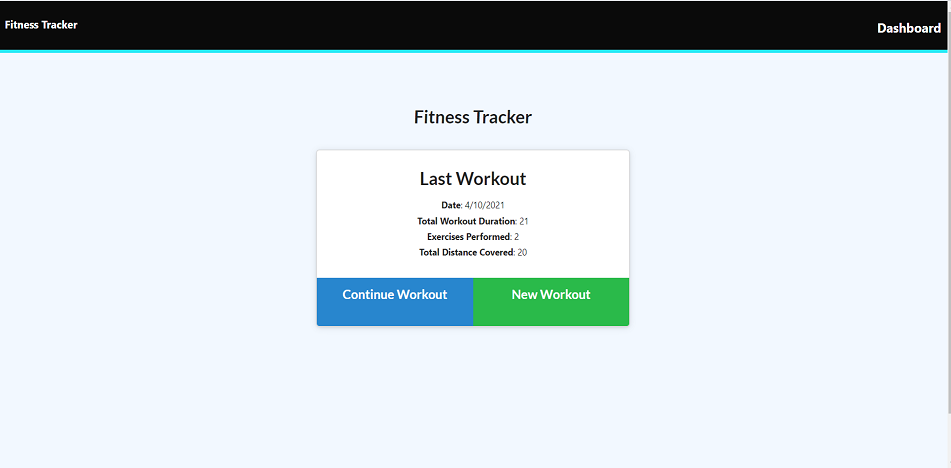 Fitness Tracker
Dashboard
Fitness Tracker
Last Workout
Date: 4/10/2021
Total Workout Duration: 21
Exercises Performed: 2
Total Distance Covered: 20
Continue Workout
New Workout